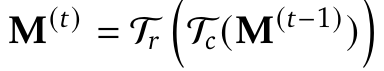 𝐌^{(t)} = 𝒯_r ( 𝒯_c(𝐌^{(t−1)}) )